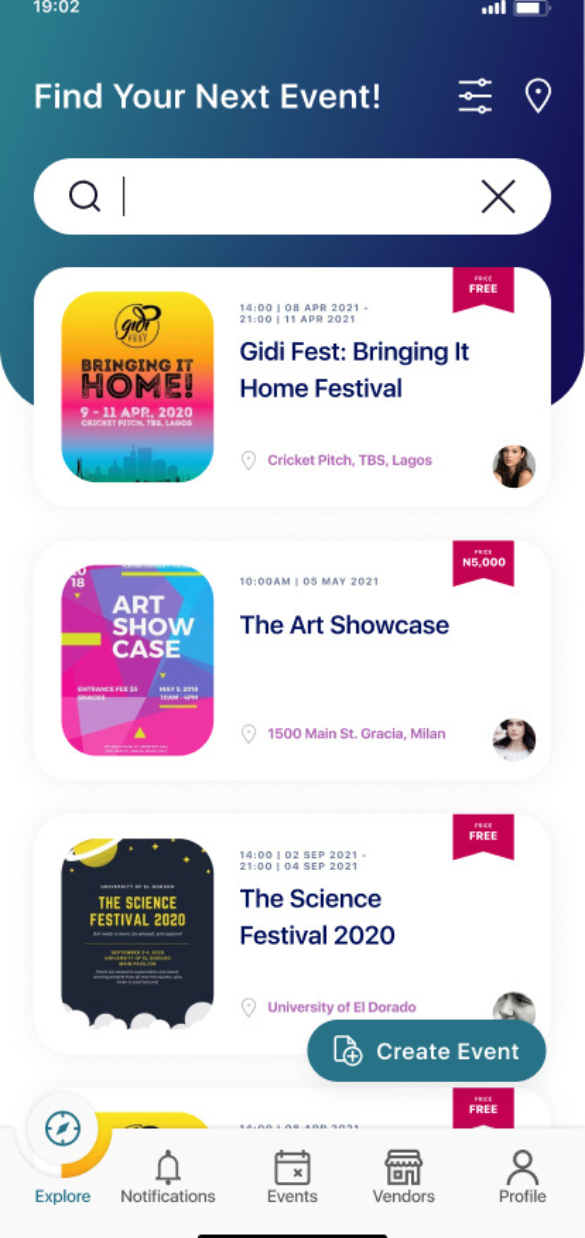 19:02
Find Your Next Event!
PRICE
FREE
14:00 | 08 APR 2021 -
21:00 | 11 APR 2021
Gidi Fest: Bringing It
Home Festival
Cricket Pitch, TBS, Lagos
gidi
FEST
BRINGING IT
HOME!
9 - 11 APR, 2020
CRICKET PITCH, TBS, LAGOS
PRICE
N5,000
10:00AM | 05 MAY 2021
The Art Showcase
1500 Main St. Gracia, Milan
20
18
ART
SHOW
CASE
ENTRANCE FEE $5
SNACKS
MAY 5, 2018
10AM - 4PM
PRICE
FREE
14:00 | 02 SEP 2021 -
21:00 | 04 SEP 2021
The Science
Festival 2020
University of El Dorado
UNIVERSITY OF EL DORADO
THE SCIENCE
FESTIVAL 2020
SEPTEMBER 2-4, 2020
UNIVERSITY OF EL DORADO
MAIN PAVILION
Create Event
PRICE
FREE
14:00 | 08 APR 2021
Explore
Notifications
Events
Vendors
Profile